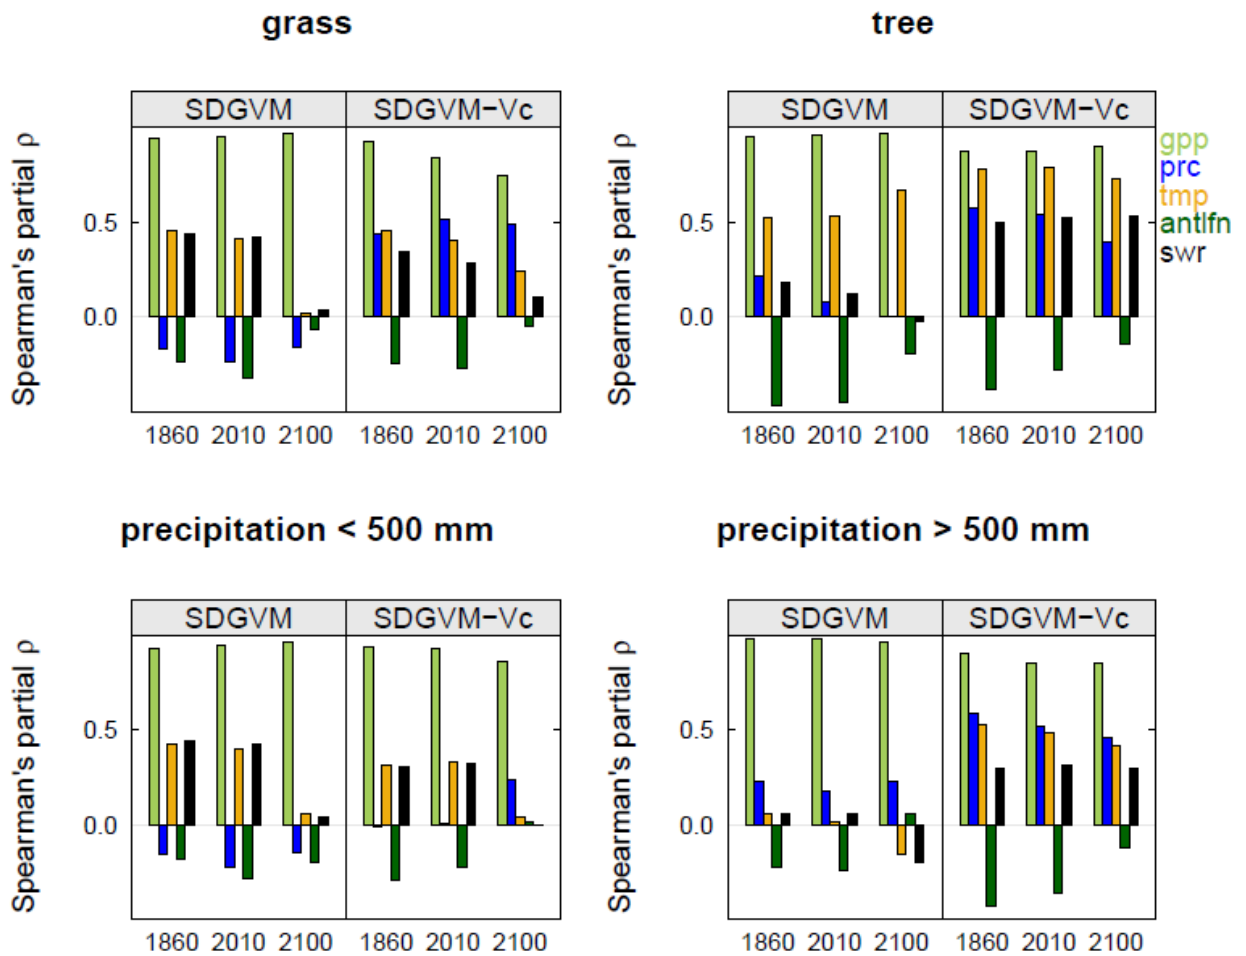 grass
tree
SDGVM SDGVM−Vc
SDGVM SDGVM−Vc
Spearman's partial ρ
0.5
0.0
1860 2010 2100 1860 2010 2100
Spearman's partial ρ
0.5
0.0
1860 2010 2100 1860 2010 2100
gpp
prc
tmp
antlfn
swr
precipitation < 500 mm
precipitation > 500 mm
SDGVM SDGVM−Vc
SDGVM SDGVM−Vc
Spearman's partial ρ
0.5
0.0
1860 2010 2100 1860 2010 2100
Spearman's partial ρ
0.5
0.0
1860 2010 2100 1860 2010 2100